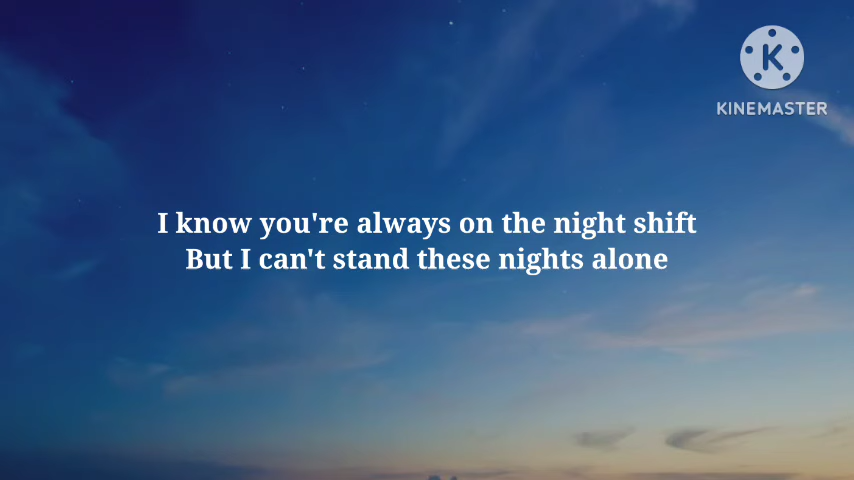 K
KINEMASTER
I know you're always on the night shift
But I can't stand these nights alone